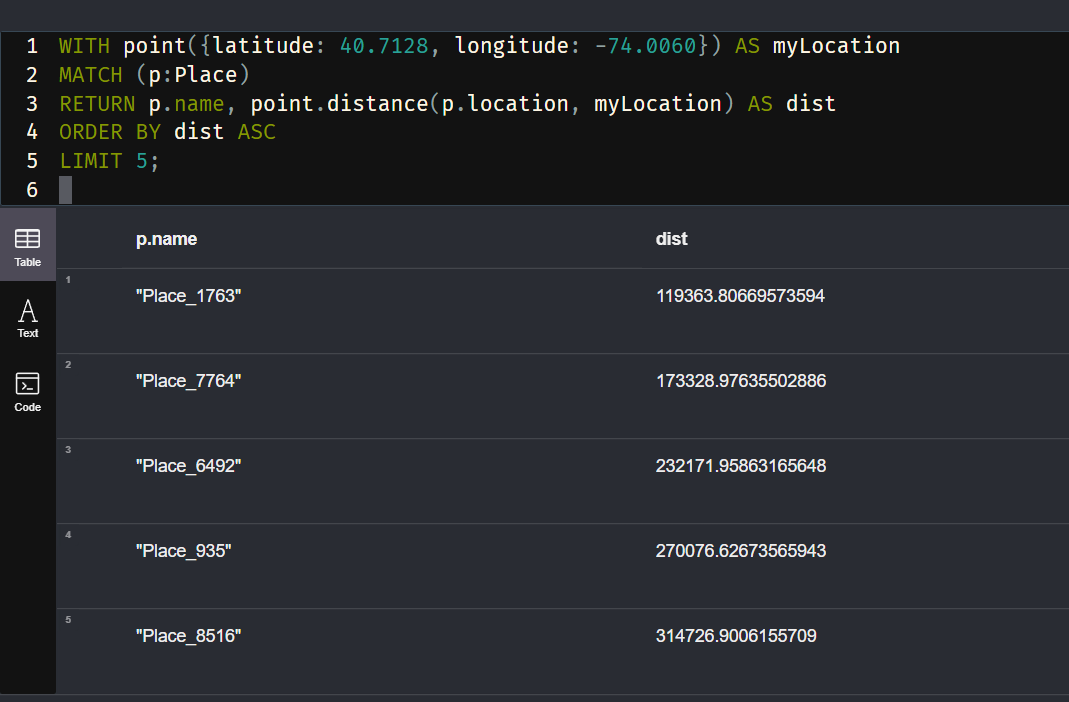 1 WITH point({latitude: 40.7128, longitude: -74.0060}) AS myLocation
2 MATCH (p:Place)
3 RETURN p.name, point.distance(p.location, myLocation) AS dist
4 ORDER BY dist ASC
5 LIMIT 5;
6
p.name dist
Table
1 "Place_1763" 119363.80669573594
Text
2 "Place_7764" 173328.97635502886
Code
3 "Place_6492" 232171.95863165648
4 "Place_935" 270076.62673565943
5 "Place_8516" 314726.9006155709